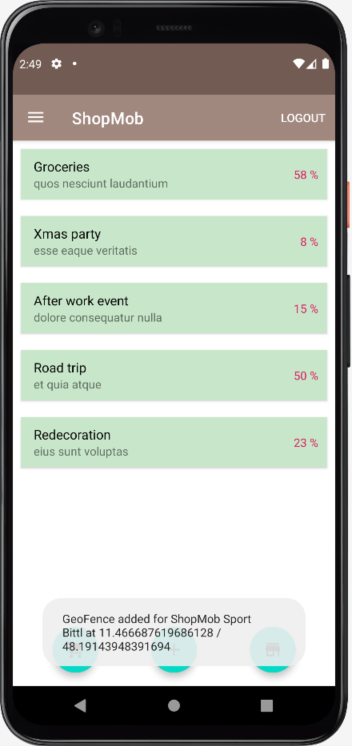 2:49
ShopMob
LOGOUT
Groceries
quos nesciunt laudantium
58 %
Xmas party
esse eaque veritatis
8 %
After work event
dolore consequatur nulla
15 %
Road trip
et quia atque
50 %
Redecoration
eius sunt voluptas
23 %
GeoFence added for ShopMob Sport
Bittl at 11.466687619686128 /
48.19143948391694